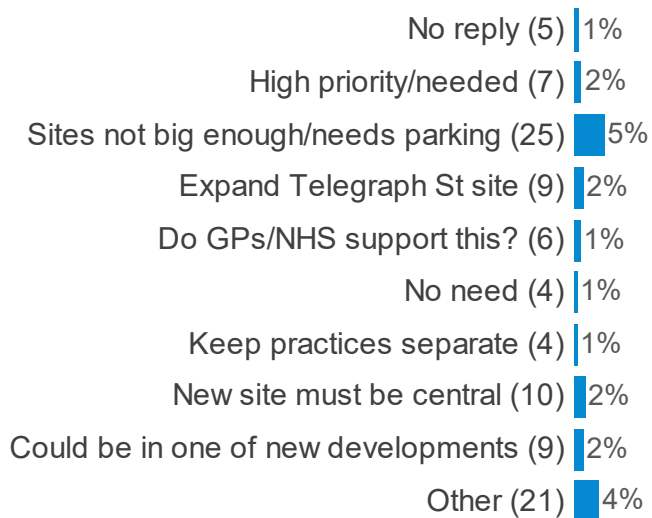 No reply (5) 1%
High priority/needed (7) 2%
Sites not big enough/needs parking (25) 5%
Expand Telegraph St site (9) 2%
Do GPs/NHS support this? (6) 1%
No need (4) 1%
Keep practices separate (4) 1%
New site must be central (10) 2%
Could be in one of new developments (9) 2%
Other (21) 4%